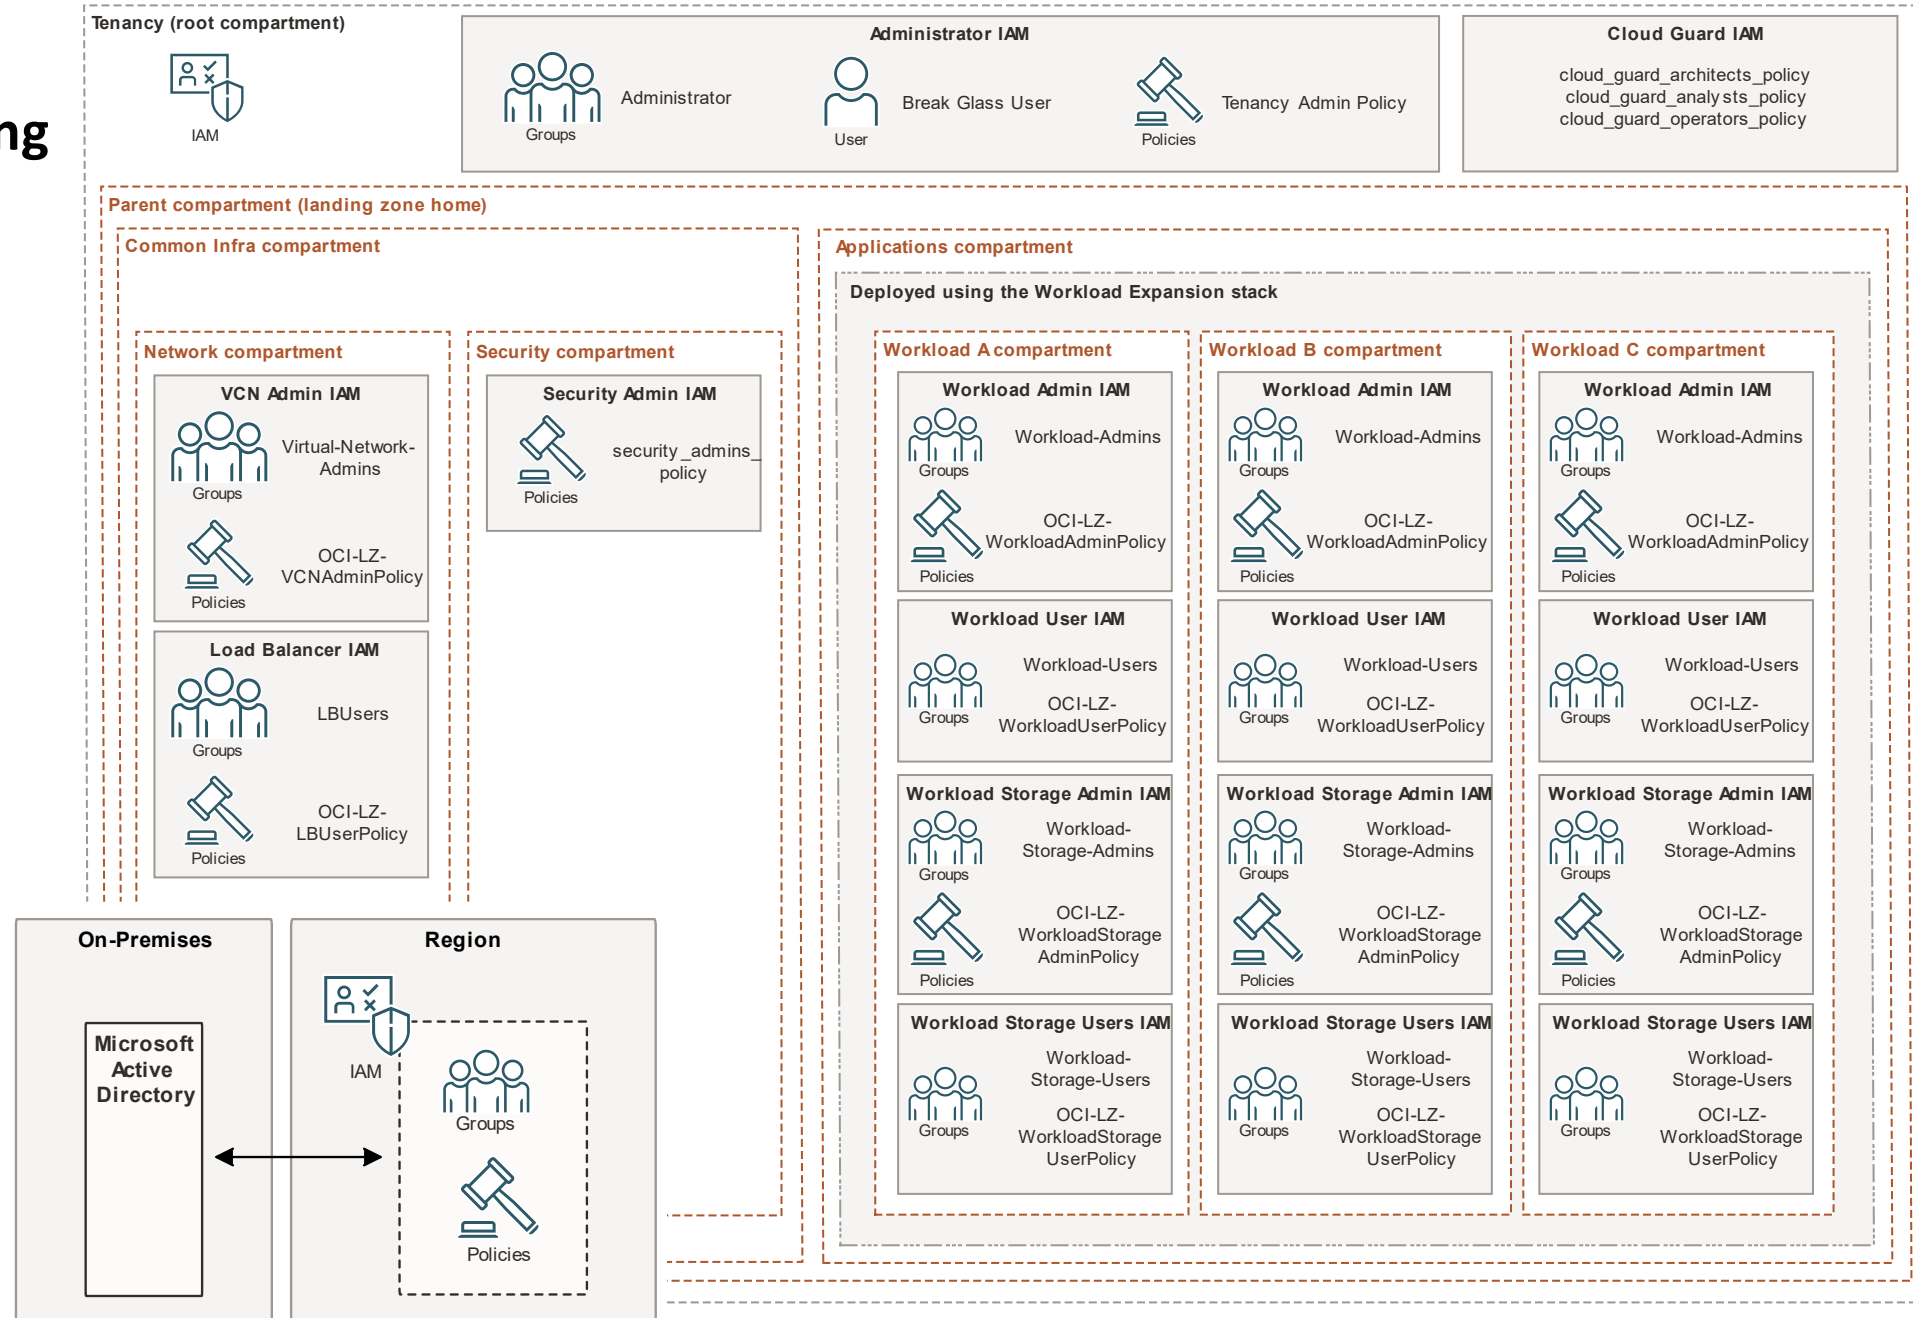 ng
Tenancy (root compartment)
IAM
Administrator IAM
Groups
Administrator
User
Break Glass User
Policies
Tenancy Admin Policy
Cloud Guard IAM
cloud_guard_architects_policy
cloud_guard_analysts_policy
cloud_guard_operators_policy
Parent compartment (landing zone home)
Common Infra compartment
Network compartment
VCN Admin IAM
Groups
Virtual-Network-
Admins
Policies
OCI-LZ-
VCNAdminPolicy
Load Balancer IAM
Groups
LBUsers
Policies
OCI-LZ-
LBUserPolicy
Security compartment
Security Admin IAM
Policies
security_admins_
policy
Applications compartment
Deployed using the Workload Expansion stack
Workload A compartment
Workload Admin IAM
Groups
Workload-Admins
Policies
OCI-LZ-
WorkloadAdminPolicy
Workload User IAM
Groups
Workload-Users
OCI-LZ-
WorkloadUserPolicy
Workload Storage Admin IAM
Groups
Workload-
Storage-Admins
Policies
OCI-LZ-
WorkloadStorage
AdminPolicy
Workload Storage Users IAM
Groups
Workload-
Storage-Users
OCI-LZ-
WorkloadStorage
UserPolicy
Workload B compartment
Workload Admin IAM
Groups
Workload-Admins
Policies
OCI-LZ-
WorkloadAdminPolicy
Workload User IAM
Groups
Workload-Users
OCI-LZ-
WorkloadUserPolicy
Workload Storage Admin IAM
Groups
Workload-
Storage-Admins
Policies
OCI-LZ-
WorkloadStorage
AdminPolicy
Workload Storage Users IAM
Groups
Workload-
Storage-Users
OCI-LZ-
WorkloadStorage
UserPolicy
Workload C compartment
Workload Admin IAM
Groups
Workload-Admins
Policies
OCI-LZ-
WorkloadAdminPolicy
Workload User IAM
Groups
Workload-Users
OCI-LZ-
WorkloadUserPolicy
Workload Storage Admin IAM
Groups
Workload-
Storage-Admins
Policies
OCI-LZ-
WorkloadStorage
AdminPolicy
Workload Storage Users IAM
Groups
Workload-
Storage-Users
OCI-LZ-
WorkloadStorage
UserPolicy
On-Premises
Microsoft
Active
Directory
Region
IAM
Groups
Policies